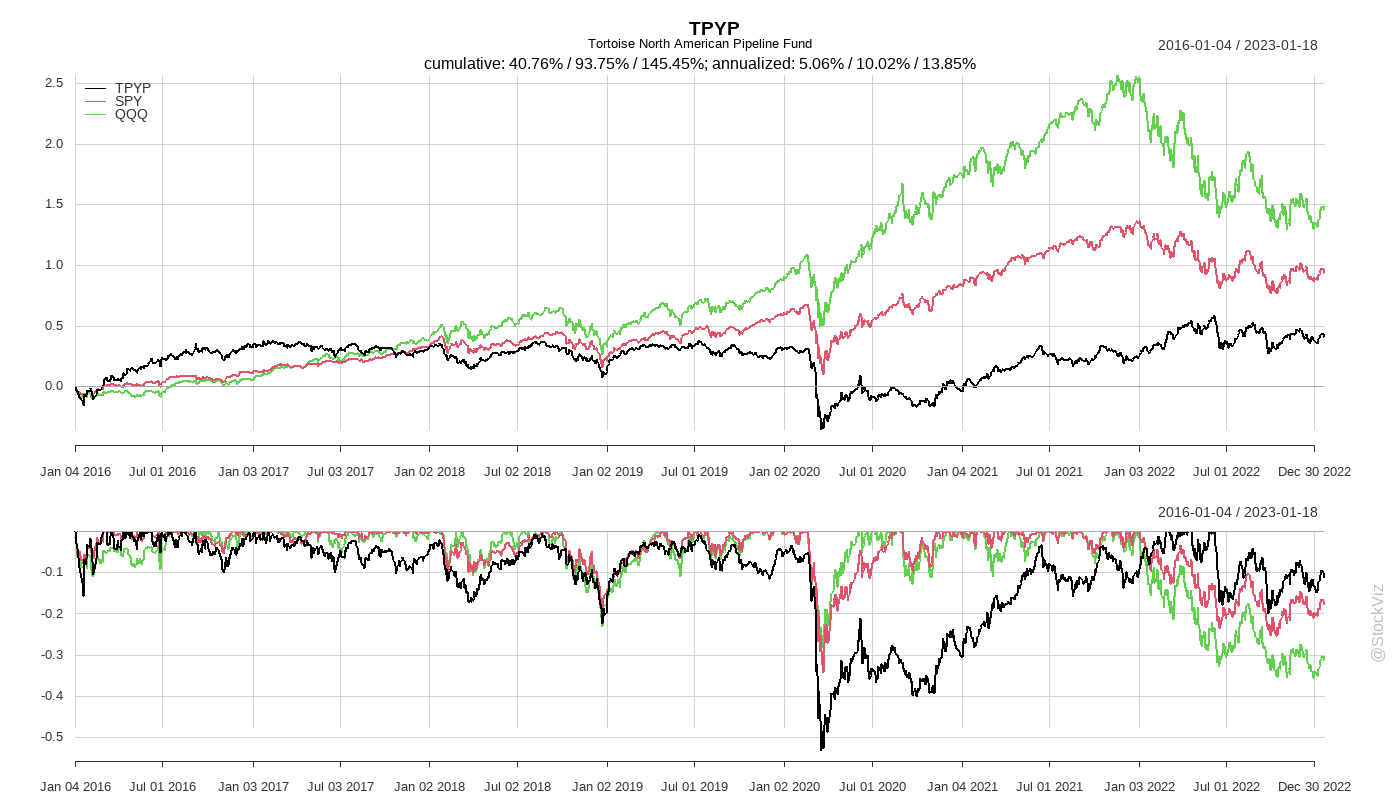 TPYP
Tortoise North American Pipeline Fund
2016-01-04 / 2023-01-18
cumulative: 40.76% / 93.75% / 145.45%; annualized: 5.06% / 10.02% / 13.85%
2.5
2.0
1.5
1.0
0.5
0.0
TPYP
SPY
QQQ
Jan 04 2016 Jul 01 2016 Jan 03 2017 Jul 03 2017 Jan 02 2018 Jul 02 2018 Jan 02 2019 Jul 01 2019 Jan 02 2020 Jul 01 2020 Jan 04 2021 Jul 01 2021 Jan 03 2022 Jul 01 2022 Dec 30 2022
2016-01-04 / 2023-01-18
-0.1
-0.2
-0.3
-0.4
-0.5
Jan 04 2016 Jul 01 2016 Jan 03 2017 Jul 03 2017 Jan 02 2018 Jul 02 2018 Jan 02 2019 Jul 01 2019 Jan 02 2020 Jul 01 2020 Jan 04 2021 Jul 01 2021 Jan 03 2022 Jul 01 2022 Dec 30 2022
@StockViz